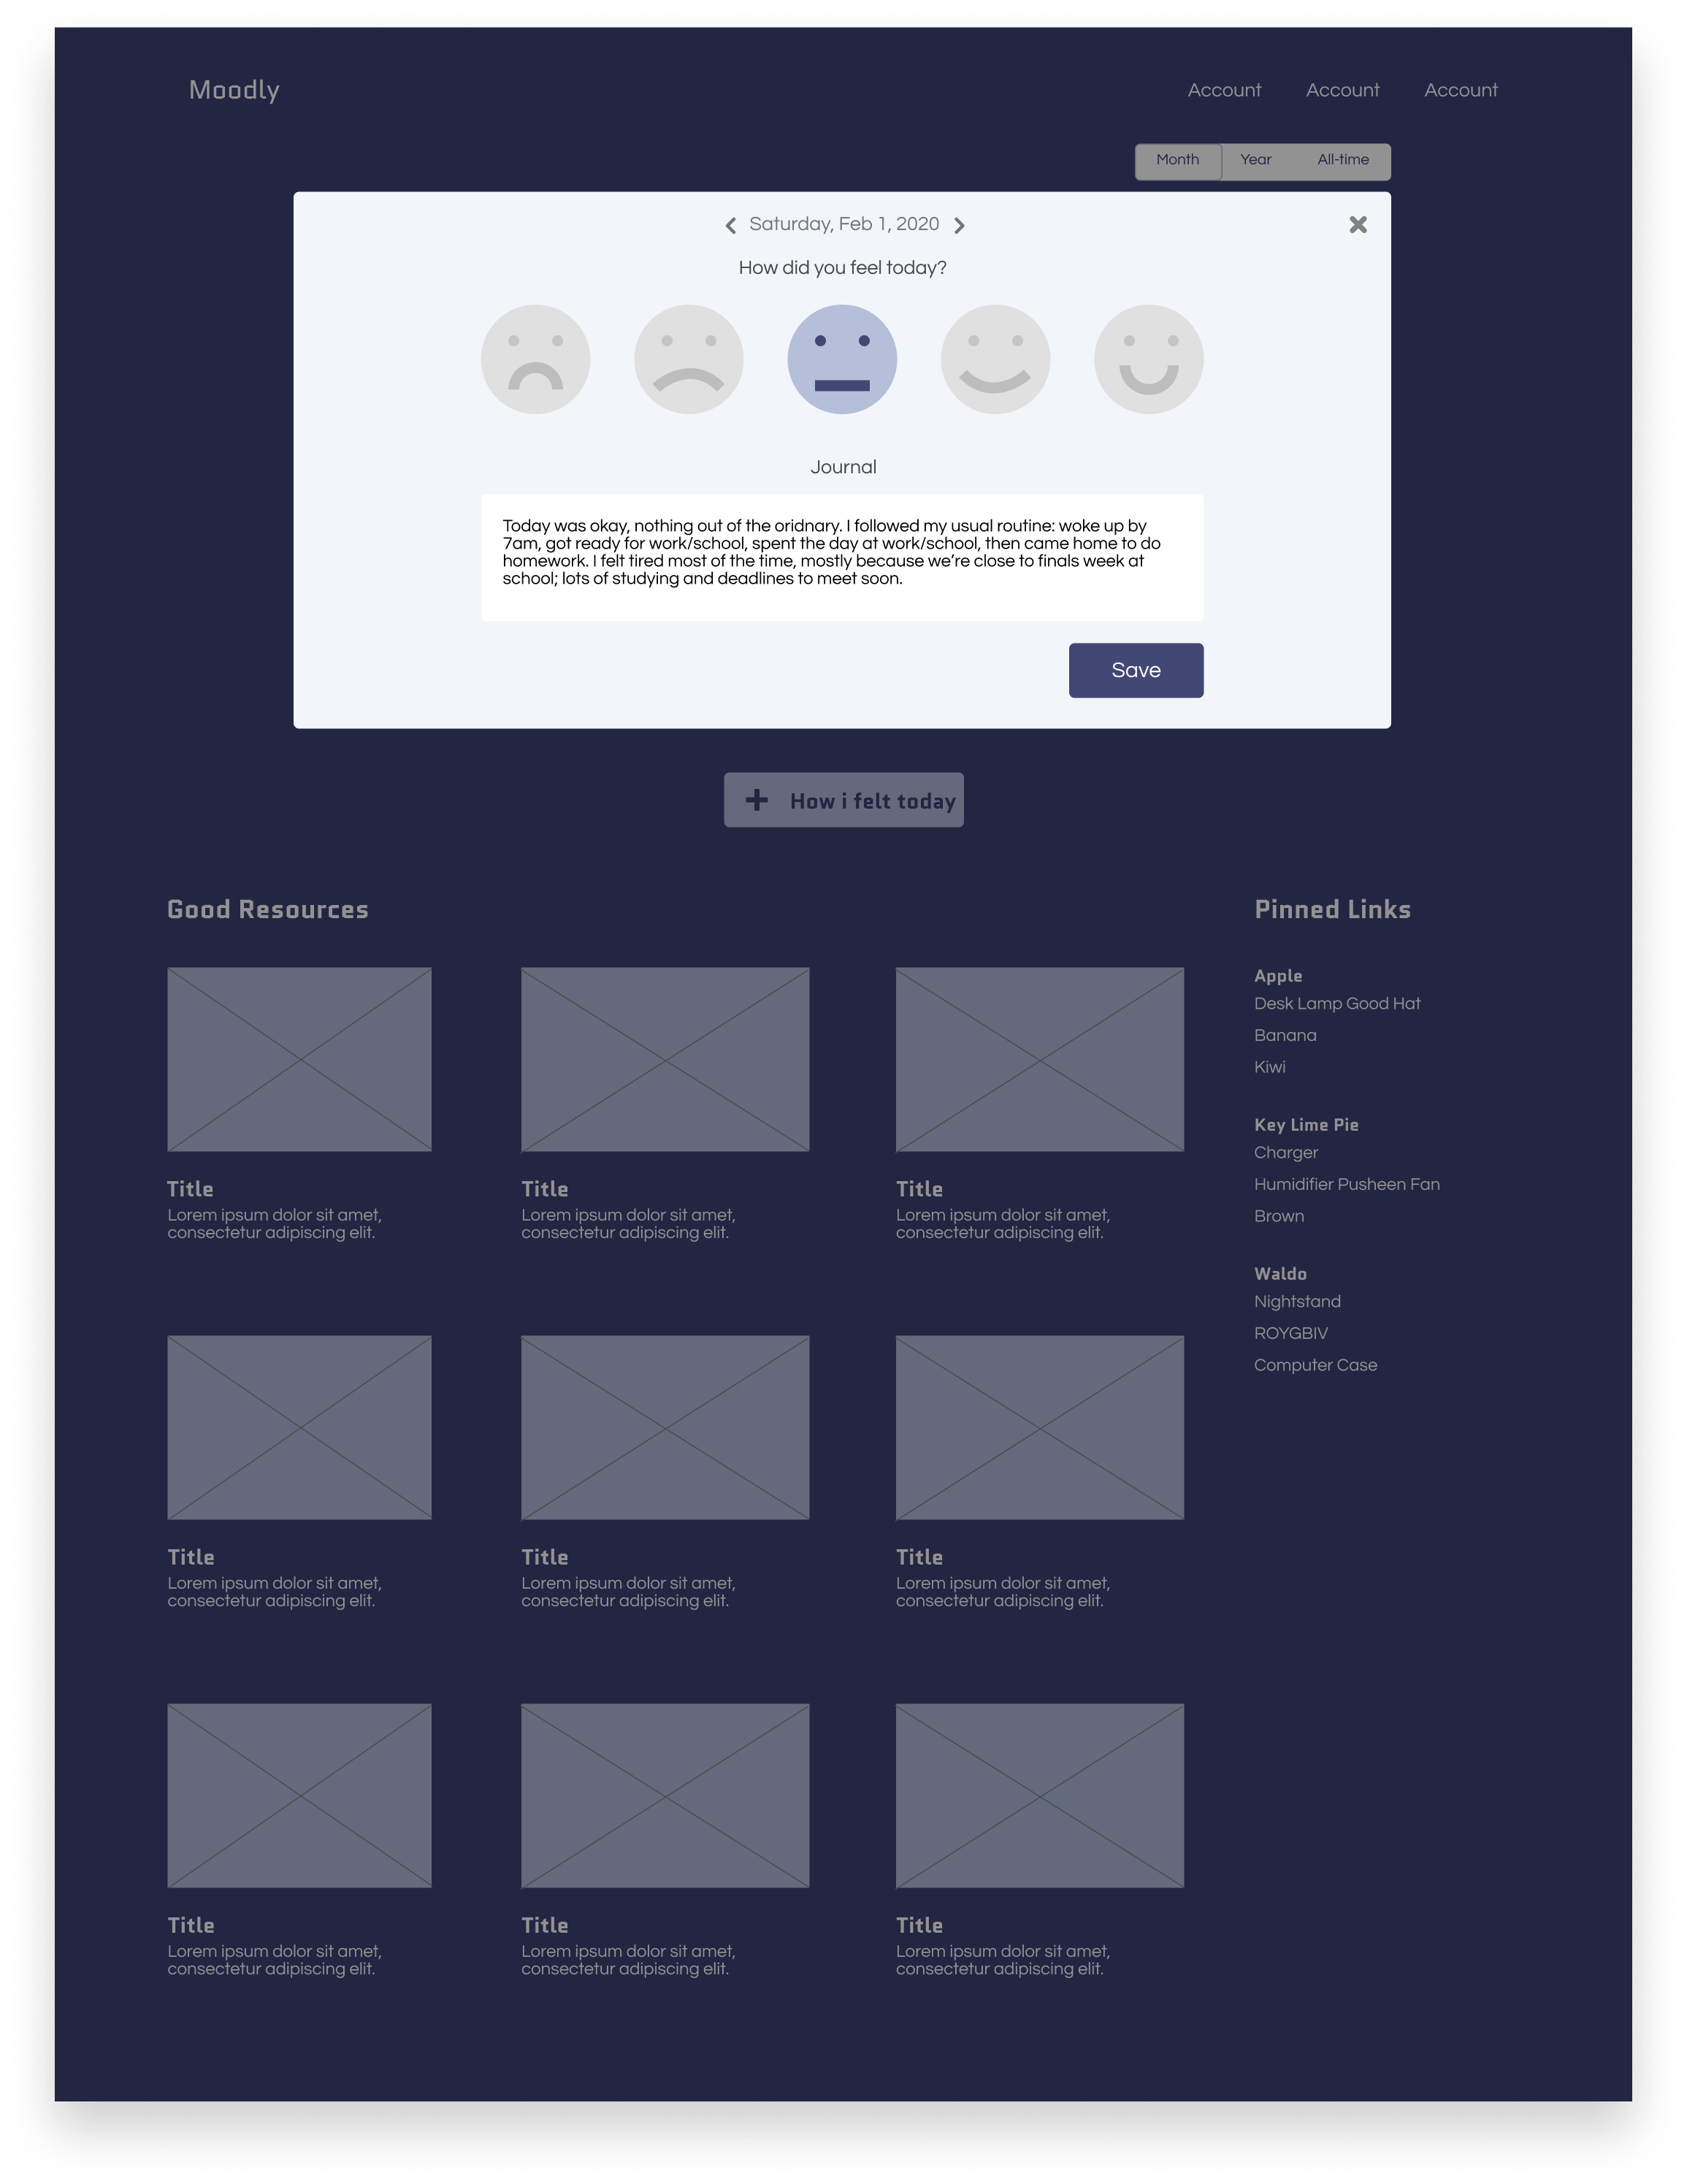 Moodly
Account Account Account
Month Year All-time
Saturday, Feb 1, 2020
How did you feel today?
Journal
Today was okay, nothing out of the oridnary. I followed my usual routine: woke up by
7am, got ready for work/school, spent the day at work/school, then came home to do
homework. I felt tired most of the time, mostly because we're close to finals week at
school; lots of studying and deadlines to meet soon.
Save
How i felt today
Good Resources
Title
Lorem ipsum dolor sit amet,
consectetur adipiscing elit.
Title
Lorem ipsum dolor sit amet,
consectetur adipiscing elit.
Title
Lorem ipsum dolor sit amet,
consectetur adipiscing elit.
Title
Lorem ipsum dolor sit amet,
consectetur adipiscing elit.
Title
Lorem ipsum dolor sit amet,
consectetur adipiscing elit.
Title
Lorem ipsum dolor sit amet,
consectetur adipiscing elit.
Title
Lorem ipsum dolor sit amet,
consectetur adipiscing elit.
Title
Lorem ipsum dolor sit amet,
consectetur adipiscing elit.
Title
Lorem ipsum dolor sit amet,
consectetur adipiscing elit.
Pinned Links
Apple
Desk Lamp Good Hat
Banana
Kiwi
Key Lime Pie
Charger
Humidifier Pusheen Fan
Brown
Waldo
Nightstand
ROYGBIV
Computer Case